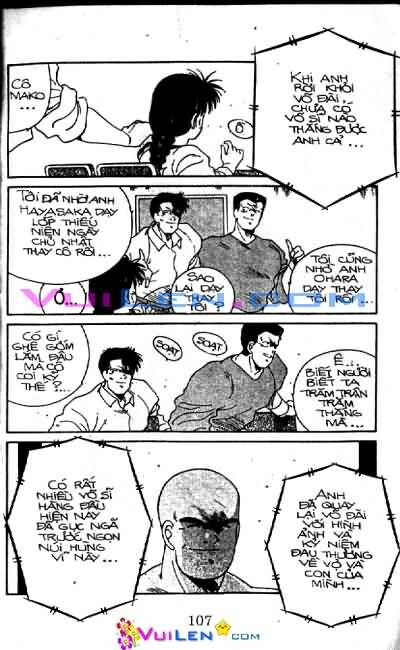 KHI ANH
RỜI KHỎI
VÕ ĐÀI,
CHƯA CÓ
VÕ SĨ NÀO
THẮNG ĐƯỢC
ANH CẢ...
CÔ
MAKO...
Ơ
TÔI ĐÃ NHỜ ANH
HAYASAKA DẠY
LỚP THIẾU
NIÊN NGÀY
CHỦ NHẬT
THAY CÔ RỒI...
TÔI CŨNG
NHỜ ANH
OHARA
DẠY THAY
TÔI RỒI...
SAO
LẠI DẠY
THAY
TÔI?
Ơ...
VUILEN.COM
CÓ GÌ
GHÊ GỚM
LẮM ĐÂU
MÀ CÔ
COI KỸ
THẾ?...
SOẠT
SOẠT
Ê...
BIẾT NGƯỜI
BIẾT TA
TRĂM TRẬN
TRĂM
THẮNG
MÀ...
CÓ RẤT
NHIỀU VÕ SĨ
HÀNG ĐẦU
HIỆN NAY
ĐÃ GỤC NGÃ
TRƯỚC NGỌN
NÚI HÙNG
VĨ NÀY...
ANH
ĐÃ QUAY
LẠI VÕ ĐÀI
VỚI HÌNH
ẢNH VÀ
KỶ NIỆM
ĐAU THƯƠNG
VỀ VỢ VÀ
CON CỦA
MÌNH...
107
VUILEN.COM